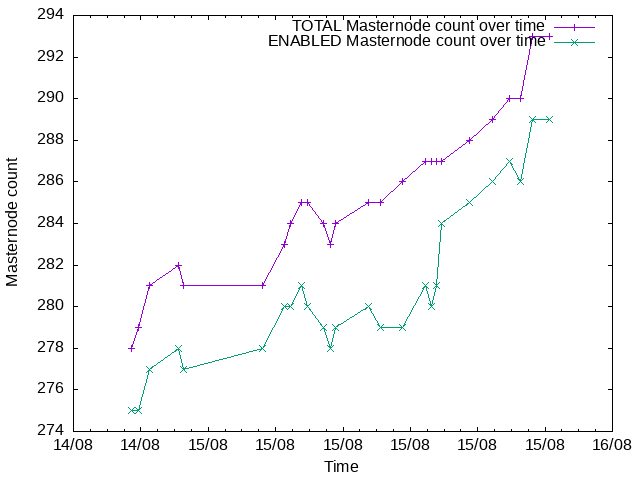 294
292
290
288
286
284
282
280
278
276
274
Masternode count
TOTAL Masternode count over time
ENABLED Masternode count over time
14/08 14/08 15/08 15/08 15/08 15/08 15/08 15/08 16/08
Time